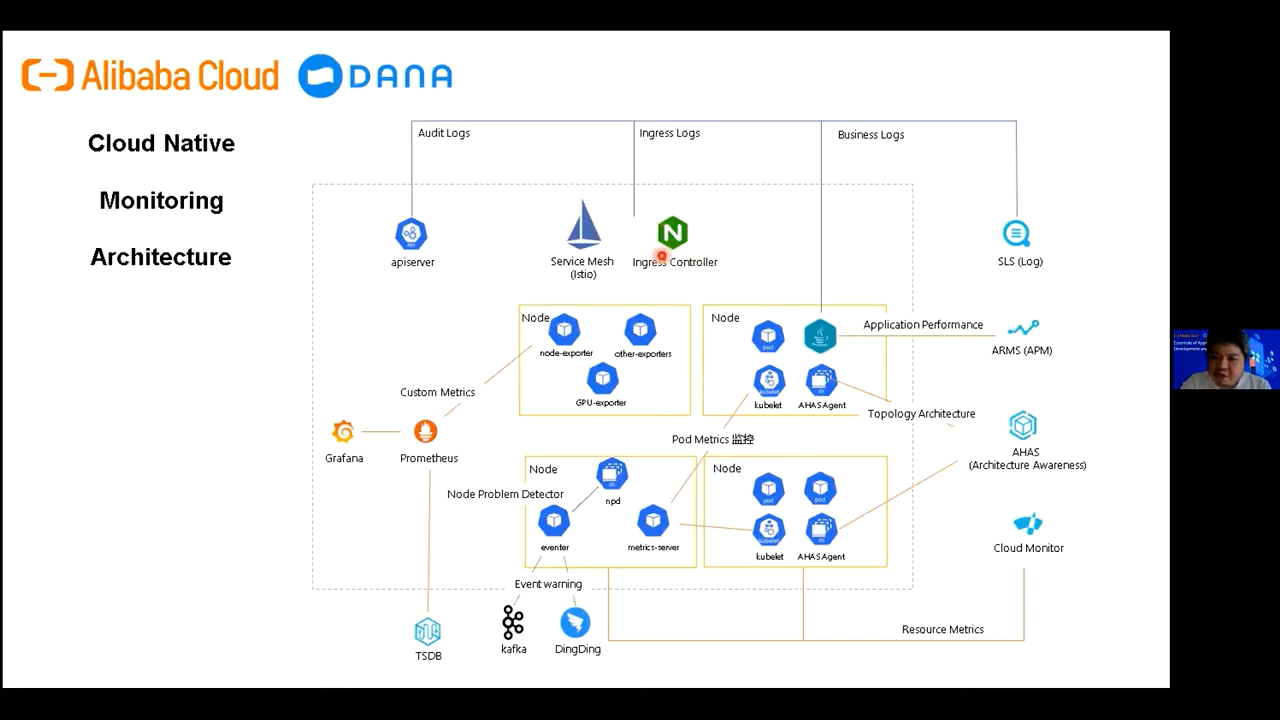 Alibaba Cloud DANA
Cloud Native
Monitoring
Architecture
Audit Logs
Ingress Logs
Business Logs
apiserver
Service Mesh
(Istio)
Ingress Controller
SLS (Log)
Node
node-exporter
other-exporters
GPU-exporter
Node
pod
kubelet
AHAS Agent
Application Performance
ARMS (APM)
Custom Metrics
Topology Architecture
Grafana
Prometheus
Pod Metrics 监控
AHAS
(Architecture Awareness)
Node
npd
Node Problem Detector
eventer
metrics-server
Node
pod
pod
kubelet
AHAS Agent
Cloud Monitor
Event warning
Resource Metrics
TSDB
kafka
DingDing